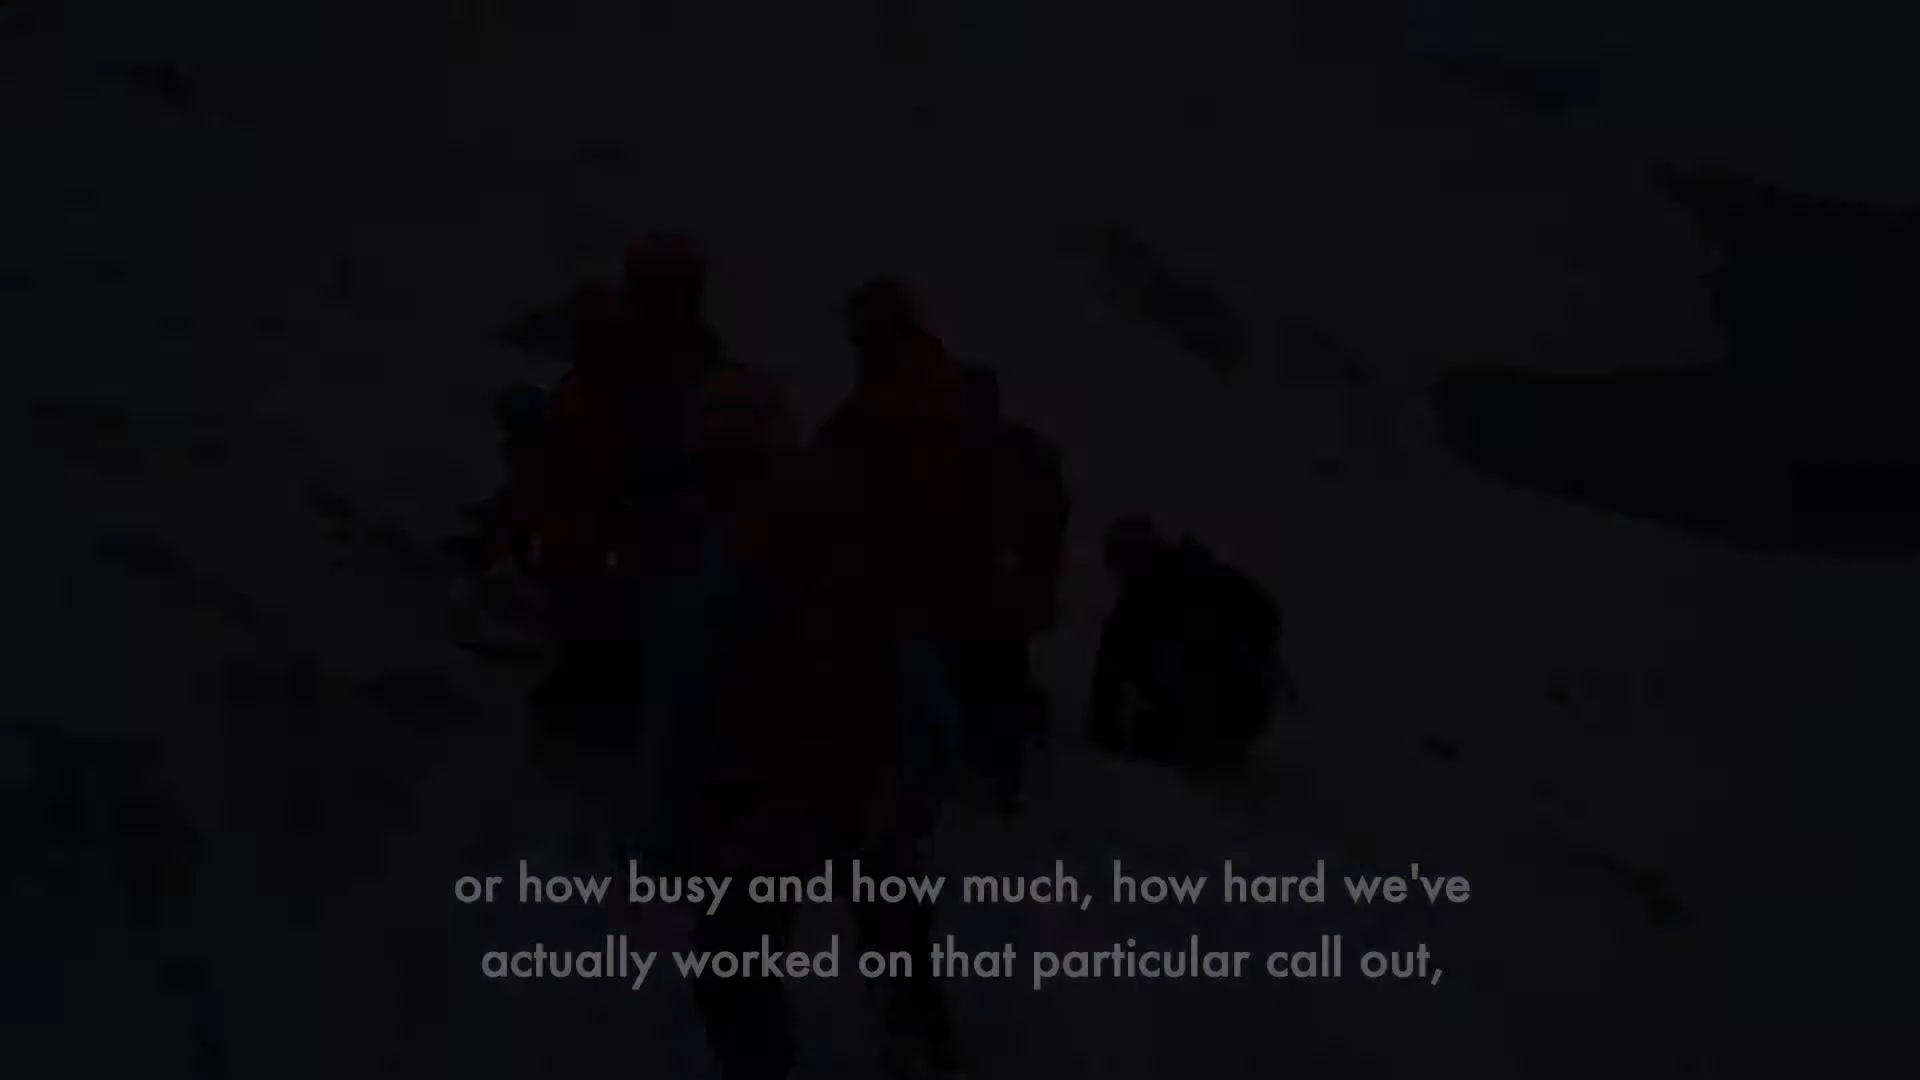 or how busy and how much, how hard we've
actually worked on that particular call out,